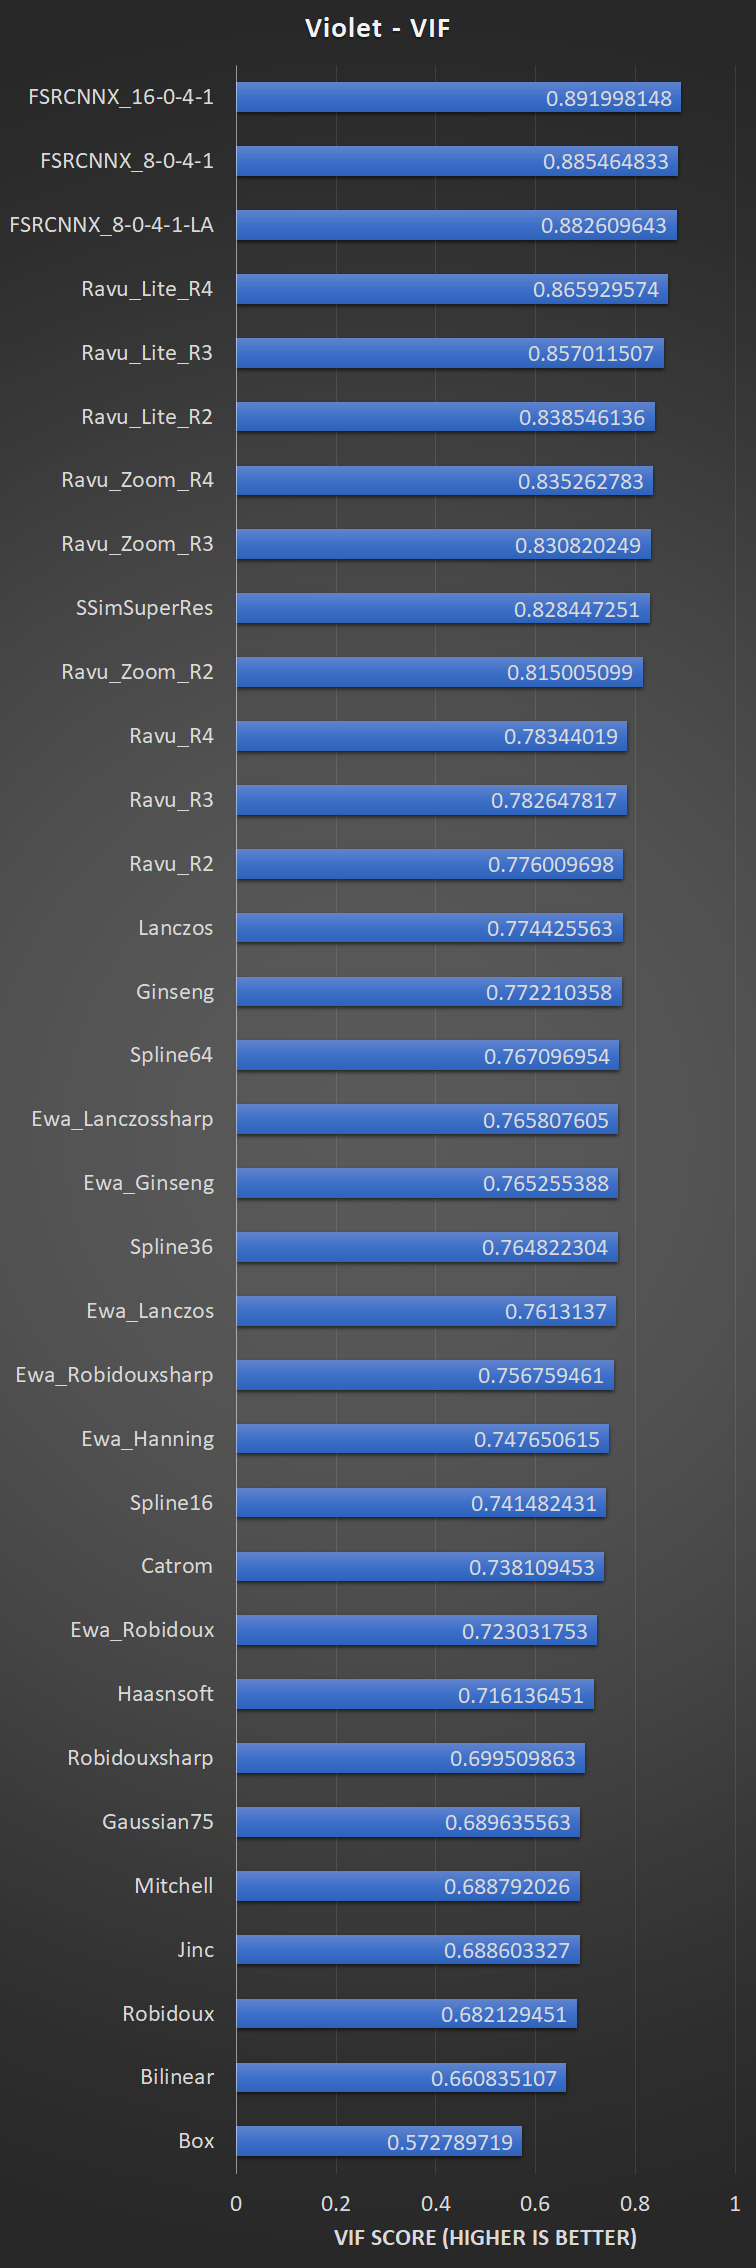 Violet - VIF
FSRCNNX_16-0-4-1 0.891998148
FSRCNNX_8-0-4-1 0.885464833
FSRCNNX_8-0-4-1-LA 0.882609643
Ravu_Lite_R4 0.865929574
Ravu_Lite_R3 0.857011507
Ravu_Lite_R2 0.838546136
Ravu_Zoom_R4 0.835262783
Ravu_Zoom_R3 0.830820249
SSimSuperRes 0.828447251
Ravu_Zoom_R2 0.815005099
Ravu_R4 0.78344019
Ravu_R3 0.782647817
Ravu_R2 0.776009698
Lanczos 0.774425563
Ginseng 0.772210358
Spline64 0.767096954
Ewa_Lanczossharp 0.765807605
Ewa_Ginseng 0.765255388
Spline36 0.764822304
Ewa_Lanczos 0.7613137
Ewa_Robidouxsharp 0.756759461
Ewa_Hanning 0.747650615
Spline16 0.741482431
Catrom 0.738109453
Ewa_Robidoux 0.723031753
Haasnsoft 0.716136451
Robidouxsharp 0.699509863
Gaussian75 0.689635563
Mitchell 0.688792026
Jinc 0.688603327
Robidoux 0.682129451
Bilinear 0.660835107
Box 0.572789719
0 0.2 0.4 0.6 0.8 1
VIF SCORE (HIGHER IS BETTER)